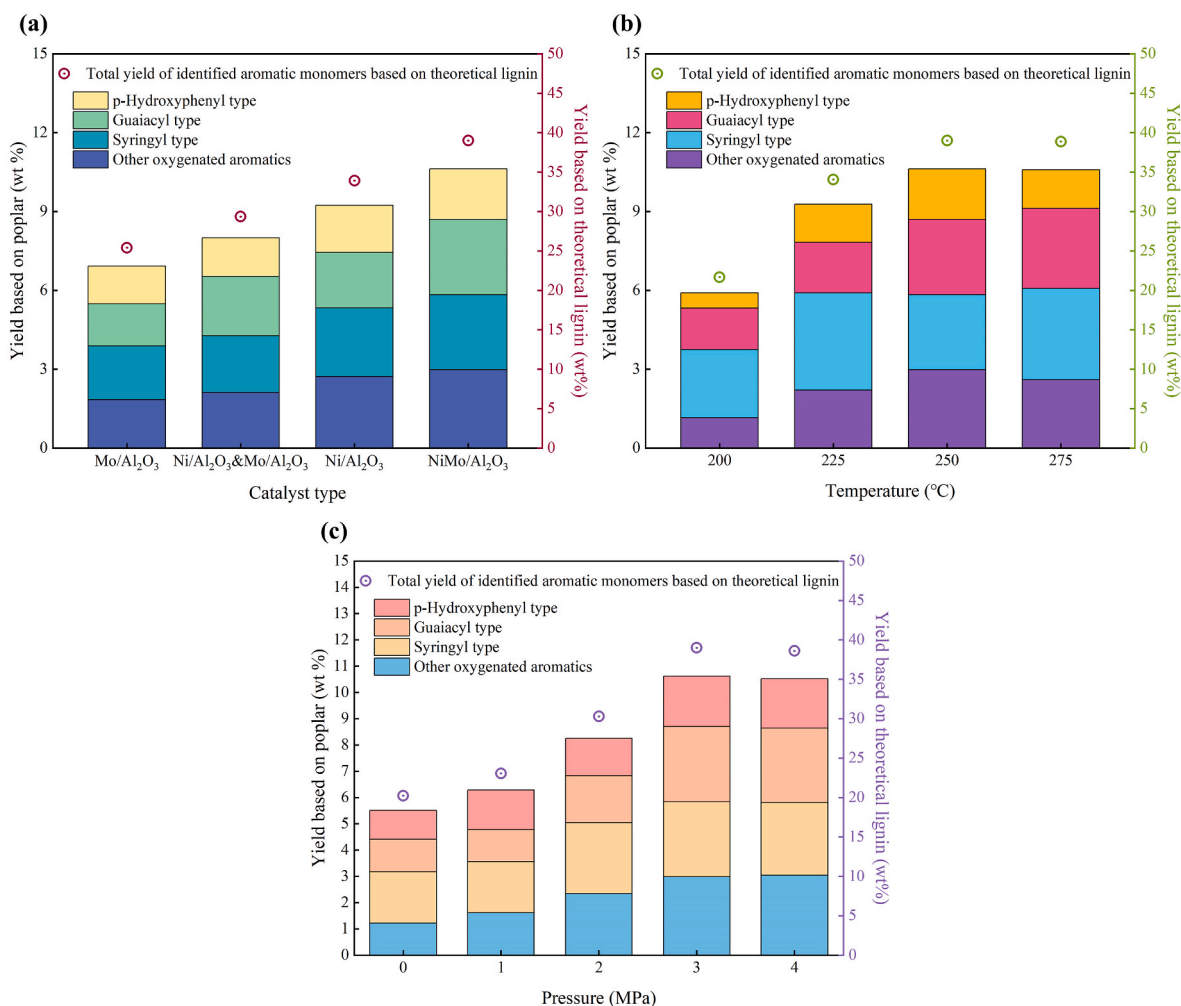 (a)
15
12
9
6
3
0
Yield based on poplar (wt %)
Total yield of identified aromatic monomers based on theoretical lignin
p-Hydroxyphenyl type
Guaiacyl type
Syringyl type
Other oxygenated aromatics
50
45
40
35
30
25
20
15
10
5
0
Yield based on theoretical lignin (wt%)
Mo/Al₂O₃ Ni/Al₂O₃&Mo/Al₂O₃ Ni/Al₂O₃ NiMo/Al₂O₃
Catalyst type
(b)
15
12
9
6
3
0
Yield based on poplar (wt %)
Total yield of identified aromatic monomers based on theoretical lignin
p-Hydroxyphenyl type
Guaiacyl type
Syringyl type
Other oxygenated aromatics
50
45
40
35
30
25
20
15
10
5
0
Yield based on theoretical lignin (wt%)
200 225 250 275
Temperature (℃)
(c)
15
14
13
12
11
10
9
8
7
6
5
4
3
2
1
0
Yield based on poplar (wt %)
Total yield of identified aromatic monomers based on theoretical lignin
p-Hydroxyphenyl type
Guaiacyl type
Syringyl type
Other oxygenated aromatics
50
45
40
35
30
25
20
15
10
5
0
Yield based on theoretical lignin (wt%)
0 1 2 3 4
Pressure (MPa)